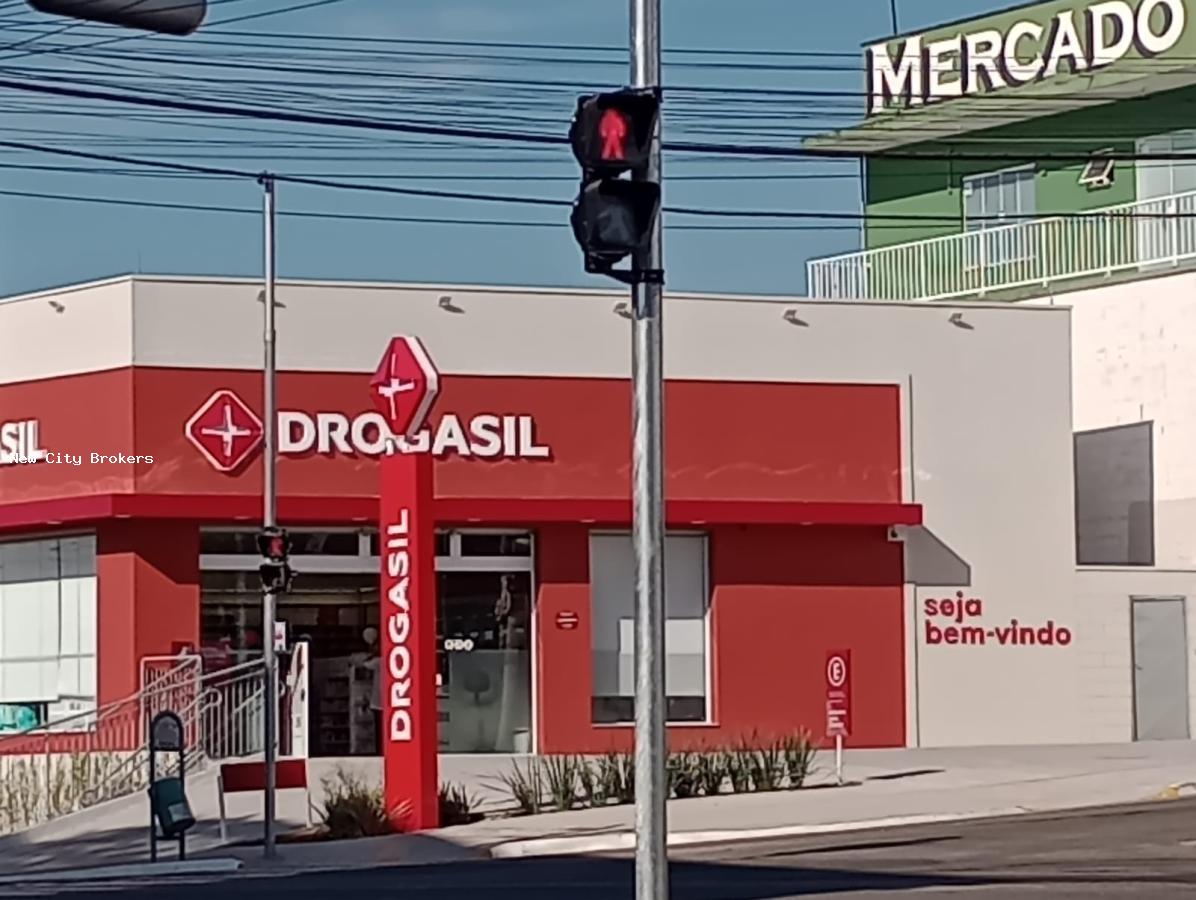 MERCADO
DROGASIL
SIL
New City Brokers
DROGASIL
seja
bem-vindo
E